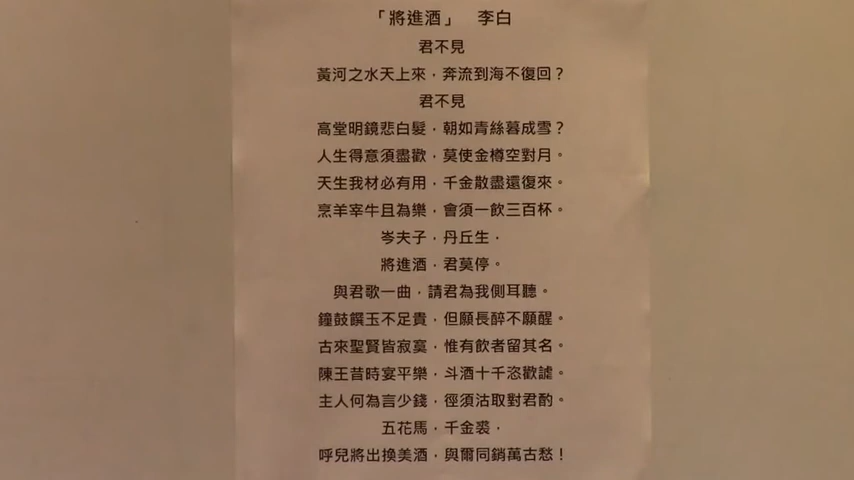 「將進酒」 李白
君不見
黃河之水天上來，奔流到海不復回？
君不見
高堂明鏡悲白髮，朝如青絲暮成雪？
人生得意須盡歡，莫使金樽空對月。
天生我材必有用，千金散盡還復來。
烹羊宰牛且為樂，會須一飲三百杯。
岑夫子，丹丘生，
將進酒，君莫停。
與君歌一曲，請君為我側耳聽。
鐘鼓饌玉不足貴，但願長醉不願醒。
古來聖賢皆寂寞，惟有飲者留其名。
陳王昔時宴平樂，斗酒十千恣歡謔。
主人何為言少錢，徑須沽取對君酌。
五花馬，千金裘，
呼兒將出換美酒，與爾同銷萬古愁！